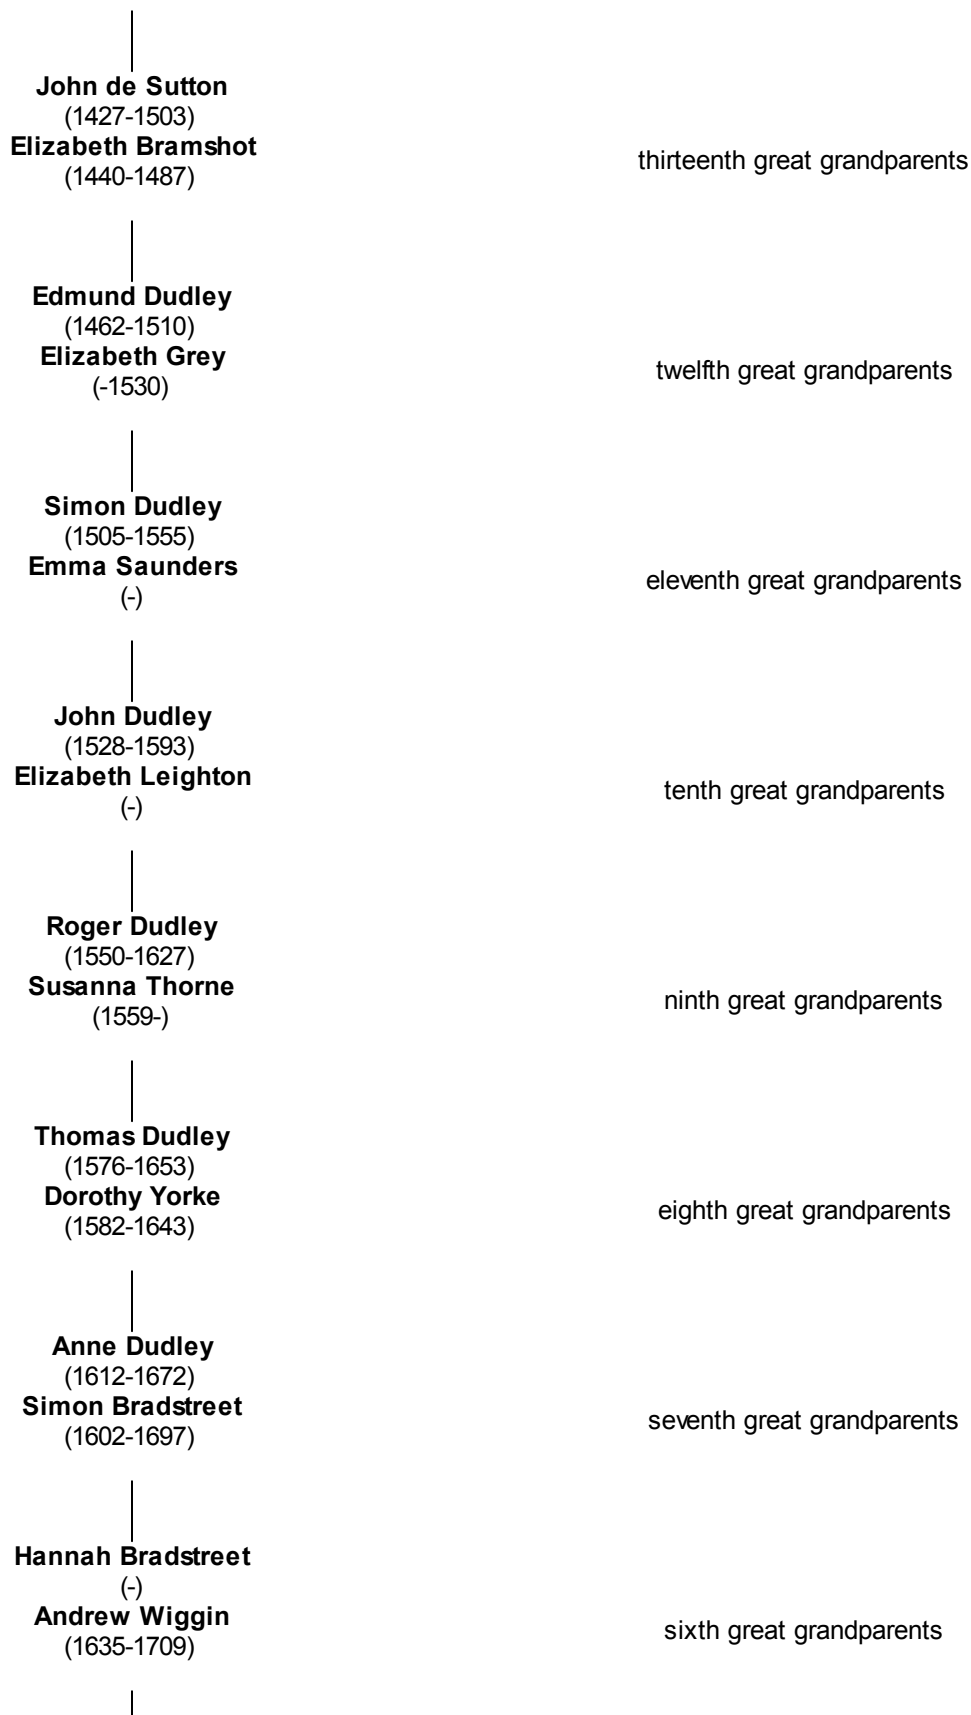 John de Sutton
(1427-1503)
Elizabeth Bramshot
(1440-1487)
thirteenth great grandparents
Edmund Dudley
(1462-1510)
Elizabeth Grey
(-1530)
twelfth great grandparents
Simon Dudley
(1505-1555)
Emma Saunders
(-)
eleventh great grandparents
John Dudley
(1528-1593)
Elizabeth Leighton
(-)
tenth great grandparents
Roger Dudley
(1550-1627)
Susanna Thorne
(1559-)
ninth great grandparents
Thomas Dudley
(1576-1653)
Dorothy Yorke
(1582-1643)
eighth great grandparents
Anne Dudley
(1612-1672)
Simon Bradstreet
(1602-1697)
seventh great grandparents
Hannah Bradstreet
(-)
Andrew Wiggin
(1635-1709)
sixth great grandparents